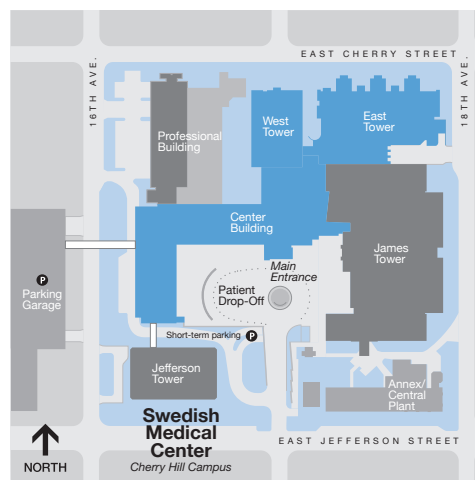 EAST CHERRY STREET
16TH AVE.
18TH AVE.
West
Tower
East
Tower
Professional
Building
Center
Building
Main
Entrance
James
Tower
P
Parking
Garage
Patient
Drop-Off
Short-term parking P
Jefferson
Tower
Annex/
Central
Plant
Swedish
Medical
Center
Cherry Hill Campus
EAST JEFFERSON STREET
NORTH